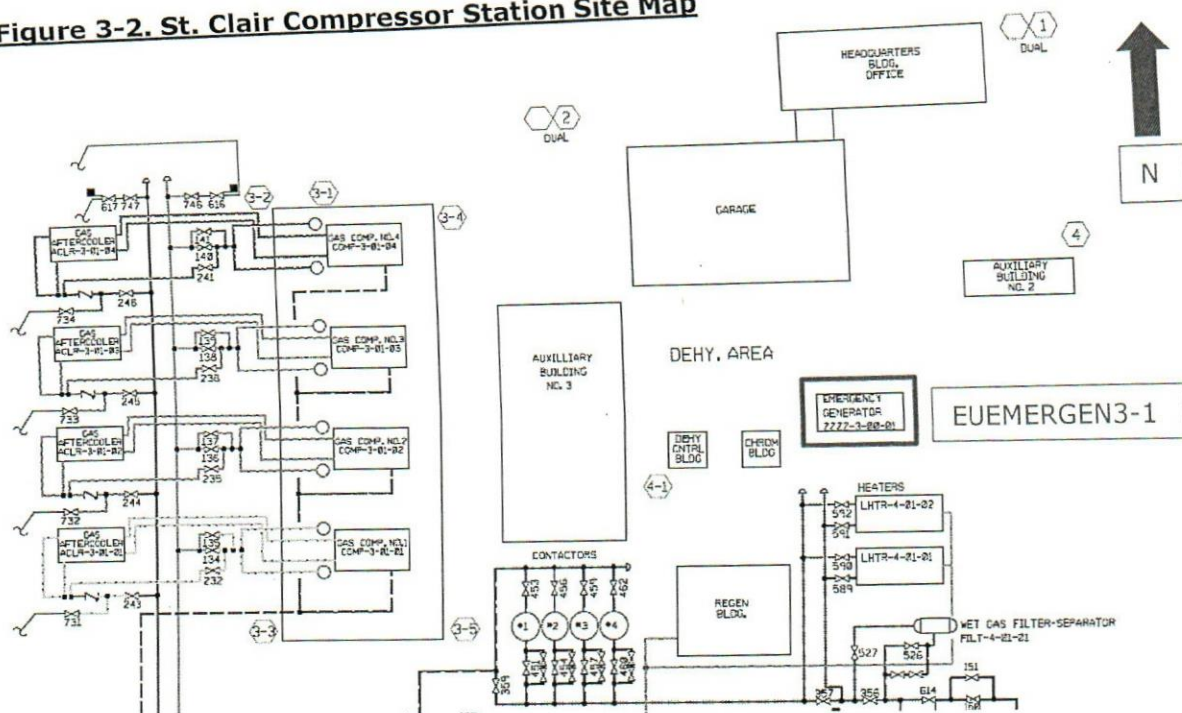 Figure 3-2. St. Clair Compressor Station Site Map
1
DUAL
HEADQUARTERS
BLDG.
OFFICE
2
DUAL
N
GARAGE
4
AUXILIARY
BUILDING
NO. 2
617 747
746 616
3-2
3-1
3-4
GAS
AFTERCOOLER
ACLR-3-01-04
141
140
241
GAS COMP. NO.4
COMP-3-01-04
246
734
GAS
AFTERCOOLER
ACLR-3-01-03
139
138
238
GAS COMP. NO.3
COMP-3-01-03
245
733
GAS
AFTERCOOLER
ACLR-3-01-02
137
136
235
GAS COMP. NO.2
COMP-3-01-02
244
732
GAS
AFTERCOOLER
ACLR-3-01-01
135
134
232
GAS COMP. NO.1
COMP-3-01-01
243
731
3-3
3-5
AUXILLIARY
BUILDING
NO. 3
DEHY. AREA
EMERGENCY
GENERATOR
ZZZZ-3-00-01
EUEMERGEN3-1
DEHY
CNTRL
BLDG
CHROM
BLDG
4-1
HEATERS
LHTR-4-01-02
592
591
LHTR-4-01-01
590
589
CONTACTORS
453 456 459 462
#1 #2 #3 #4
451 454 457 460
359
REGEN
BLDG.
WET GAS FILTER-SEPARATOR
FILT-4-01-21
527
526
151
357 356 614
160